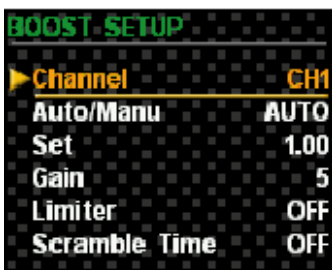 BOOST SETUP
Channel CH1
Auto/Manu AUTO
Set 1.00
Gain 5
Limiter OFF
Scramble Time OFF